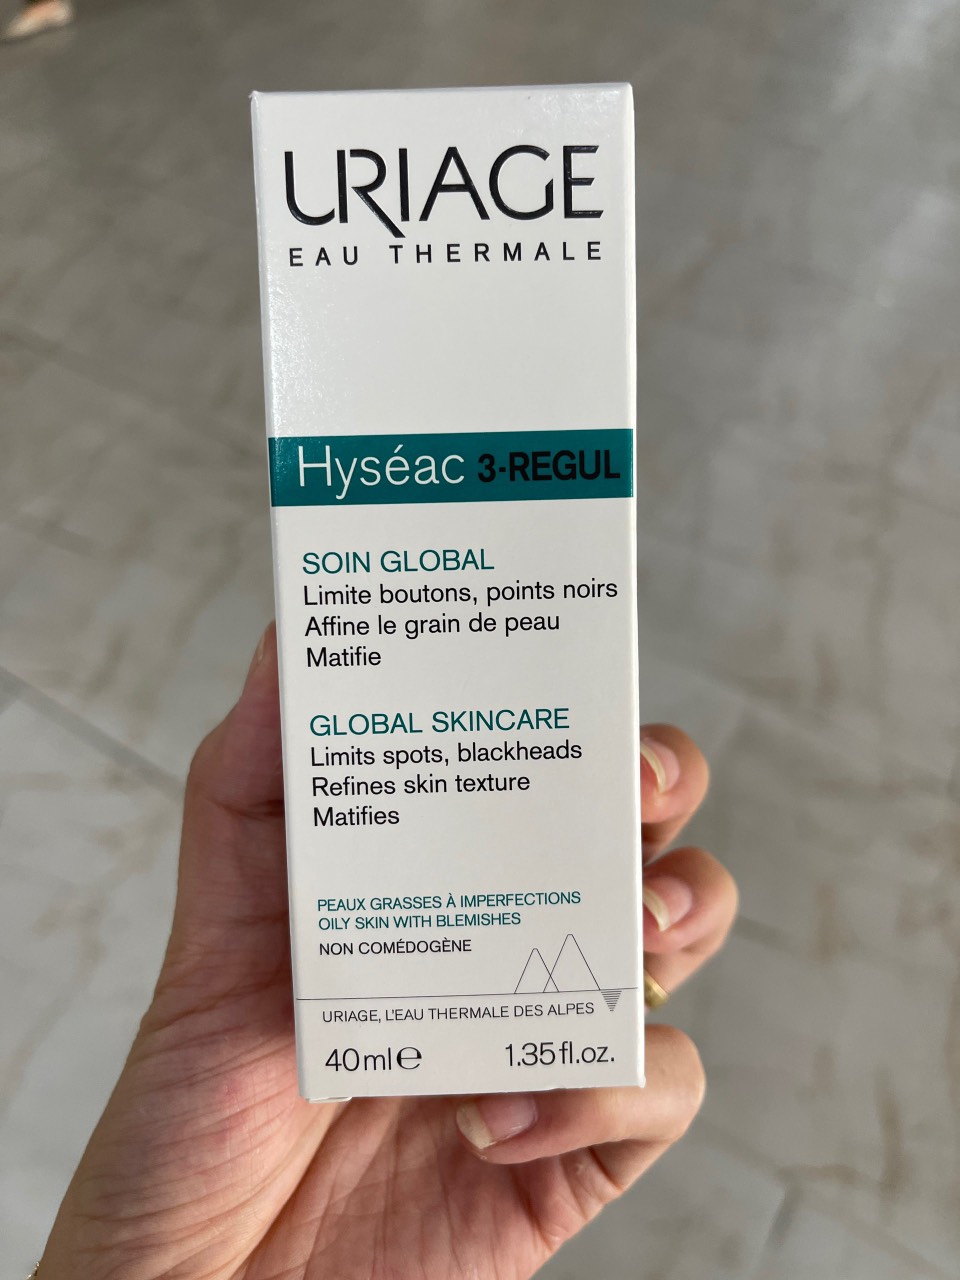 URIAGE
EAU THERMALE
Hyséac 3-REGUL
SOIN GLOBAL
Limite boutons, points noirs
Affine le grain de peau
Matifie
GLOBAL SKINCARE
Limits spots, blackheads
Refines skin texture
Matifies
PEAUX GRASSES À IMPERFECTIONS
OILY SKIN WITH BLEMISHES
NON COMÉDOGÈNE
URIAGE, L'EAU THERMALE DES ALPES
40 ml ℮ 1.35 fl.oz.